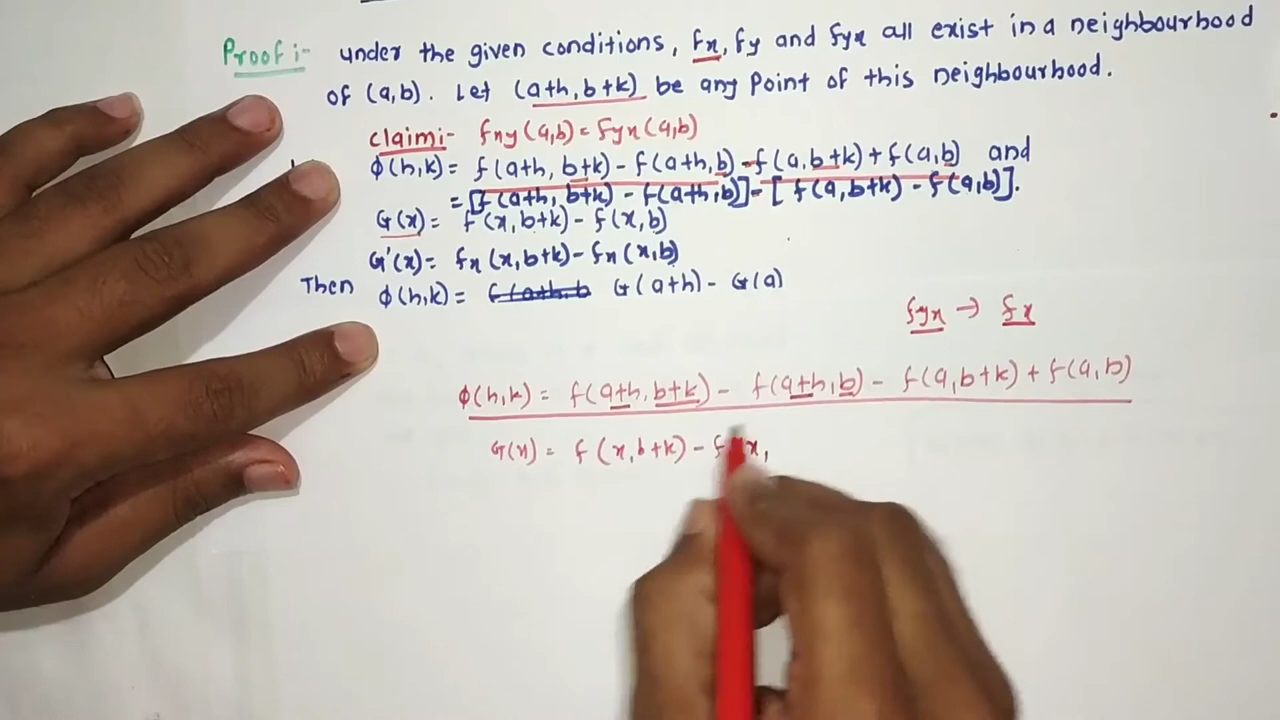 Proof :- under the given conditions, fx, fy and fyx all exist in a neighbourhood
of (a,b). Let (a+h, b+k) be any point of this neighbourhood.
claim:- fxy(a,b) = fyx(a,b)
φ(h,k) = f(a+h, b+k) - f(a+h, b) - f(a, b+k) + f(a,b) and
= [f(a+h, b+k) - f(a+h, b)] - [f(a, b+k) - f(a,b)].
G(x) = f(x, b+k) - f(x, b)
G'(x) = fx(x, b+k) - fx(x, b)
Then φ(h,k) = G(a+h) - G(a)
fyx → fx
φ(h,k) = f(a+h, b+k) - f(a+h, b) - f(a, b+k) + f(a, b)
G(x) = f(x, b+k) - f x,